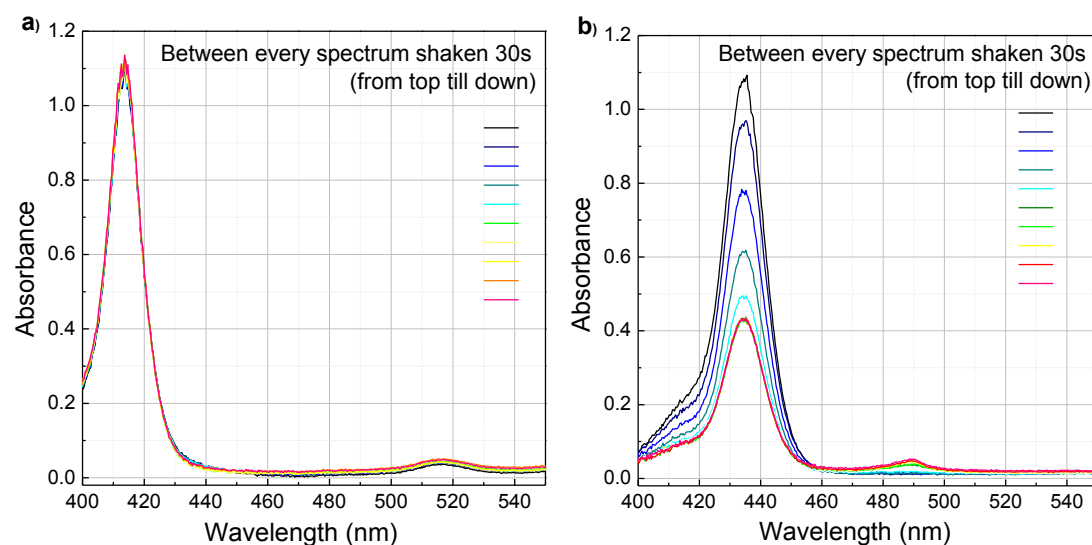 a)
Between every spectrum shaken 30s
(from top till down)
1.2
1.0
0.8
0.6
0.4
0.2
0.0
Absorbance
400 420 440 460 480 500 520 540
Wavelength (nm)
b)
Between every spectrum shaken 30s
(from top till down)
1.2
1.0
0.8
0.6
0.4
0.2
0.0
Absorbance
400 420 440 460 480 500 520 540
Wavelength (nm)